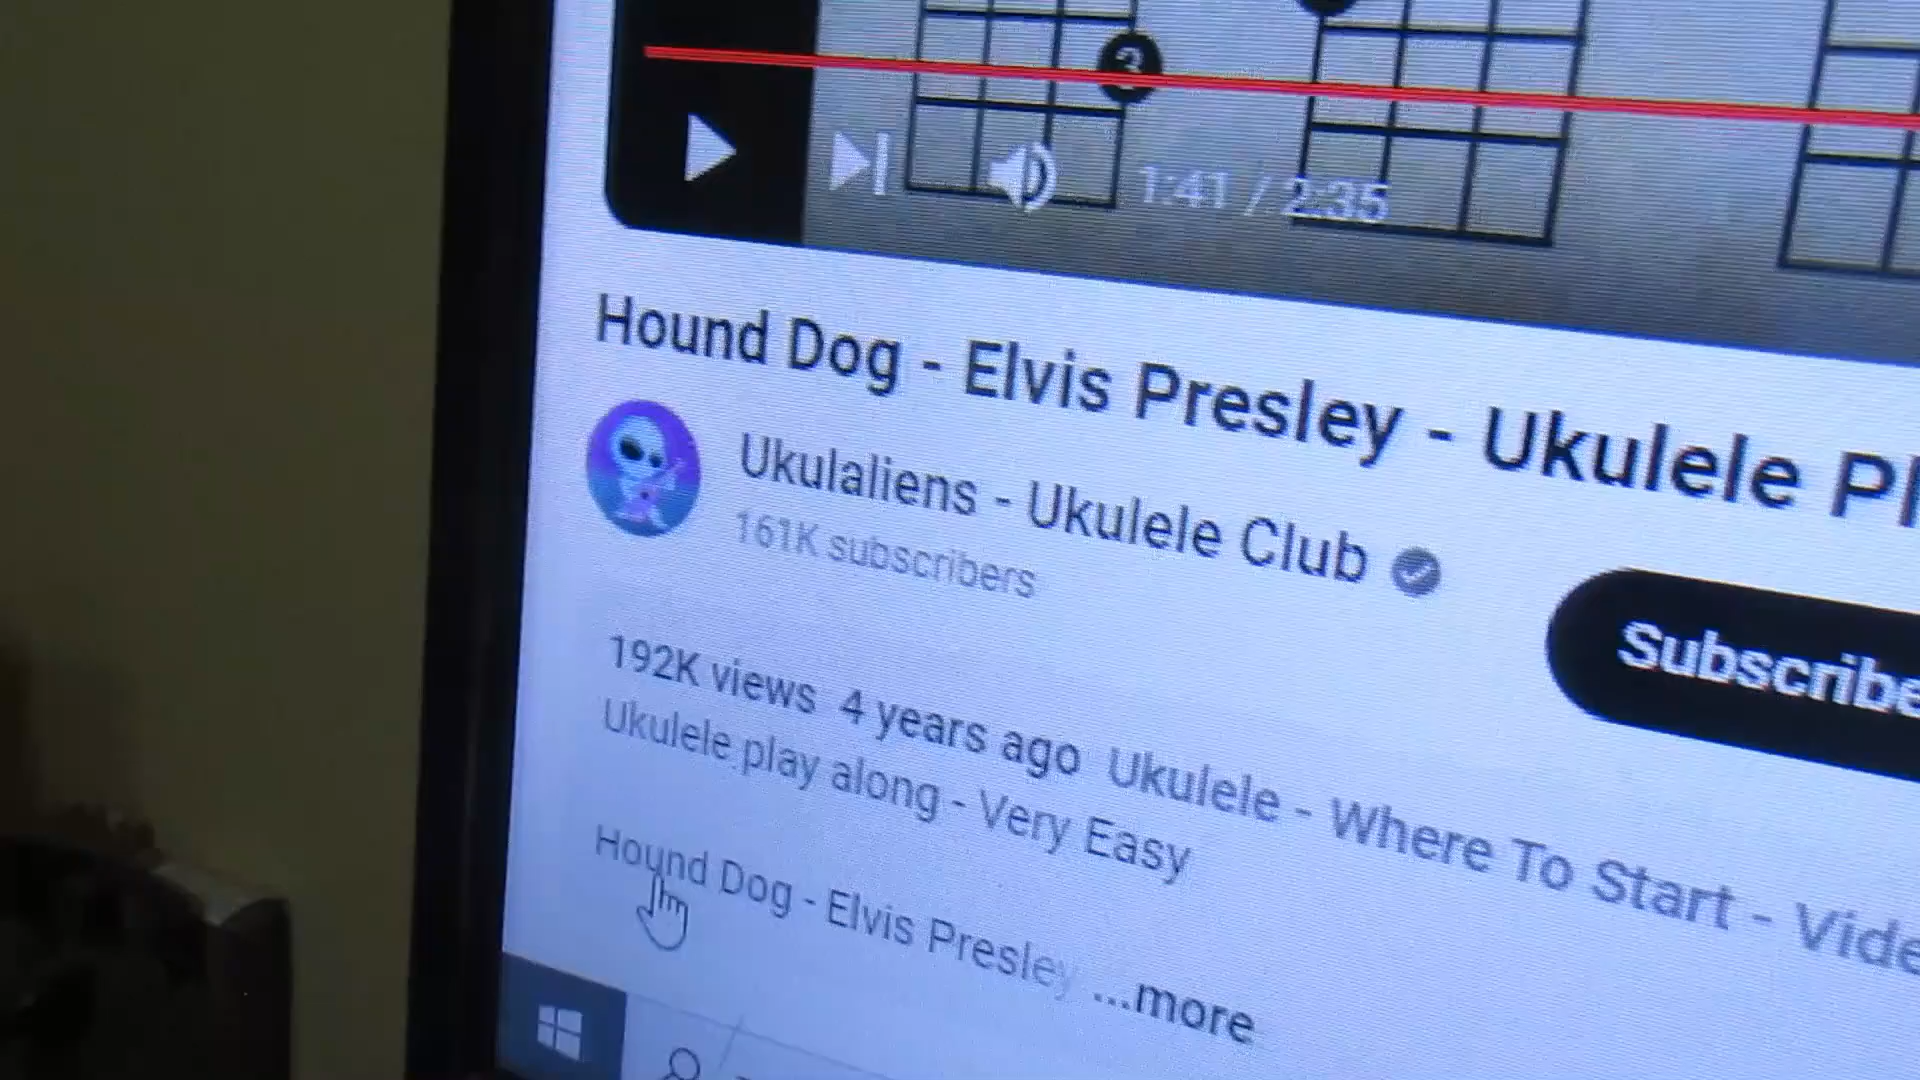 3
1:41 / 2:35
Hound Dog - Elvis Presley - Ukulele Pl
Ukulaliens - Ukulele Club
161K subscribers
Subscribe
192K views 4 years ago Ukulele - Where To Start - Vide
Ukulele play along - Very Easy
Hound Dog - Elvis Presley ...more